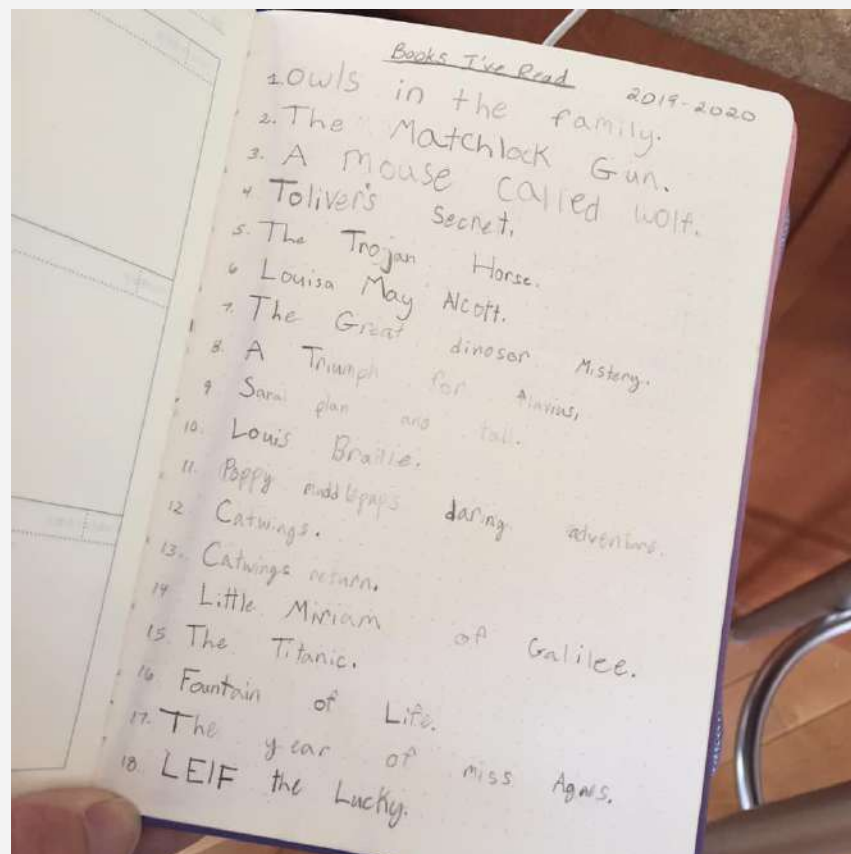 Books I've Read 2019-2020
1. owls in the family.
2. The Matchlock Gun.
3. A mouse called wolf.
4 Toliver's Secret.
5. The Trojan Horse.
6 Louisa May Alcott.
7. The Great dinosor Mistery.
8. A Triumph for flavius.
9 Sarai plan and tall.
10. Louis Braille.
11. Poppy daring adventure.
12 Catwings.
13. Catwings return.
14 Little Miriam of Galilee.
15. The Titanic.
16 Fountain of Life.
17. The year of miss Agnes.
18. LEIF the Lucky.